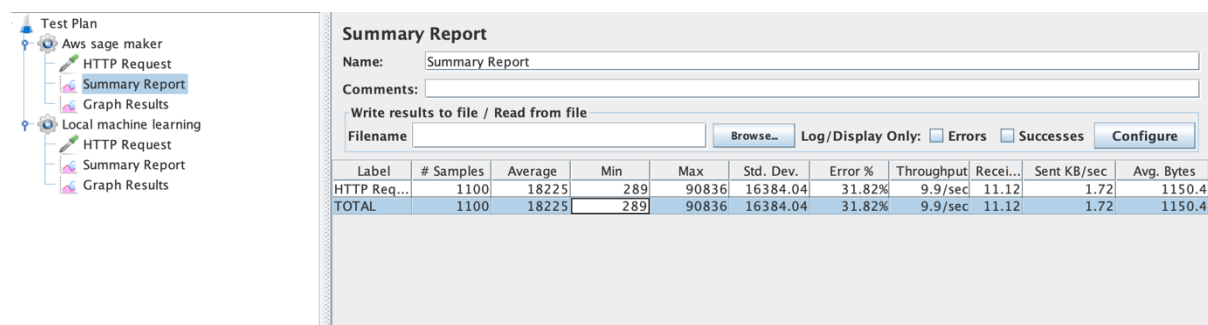 Test Plan
Aws sage maker
HTTP Request
Summary Report
Graph Results
Local machine learning
HTTP Request
Summary Report
Graph Results
Summary Report
Name: Summary Report
Comments:
Write results to file / Read from file
Filename Browse... Log/Display Only: Errors Successes Configure
Label # Samples Average Min Max Std. Dev. Error % Throughput Recei... Sent KB/sec Avg. Bytes
HTTP Req... 1100 18225 289 90836 16384.04 31.82% 9.9/sec 11.12 1.72 1150.4
TOTAL 1100 18225 289 90836 16384.04 31.82% 9.9/sec 11.12 1.72 1150.4